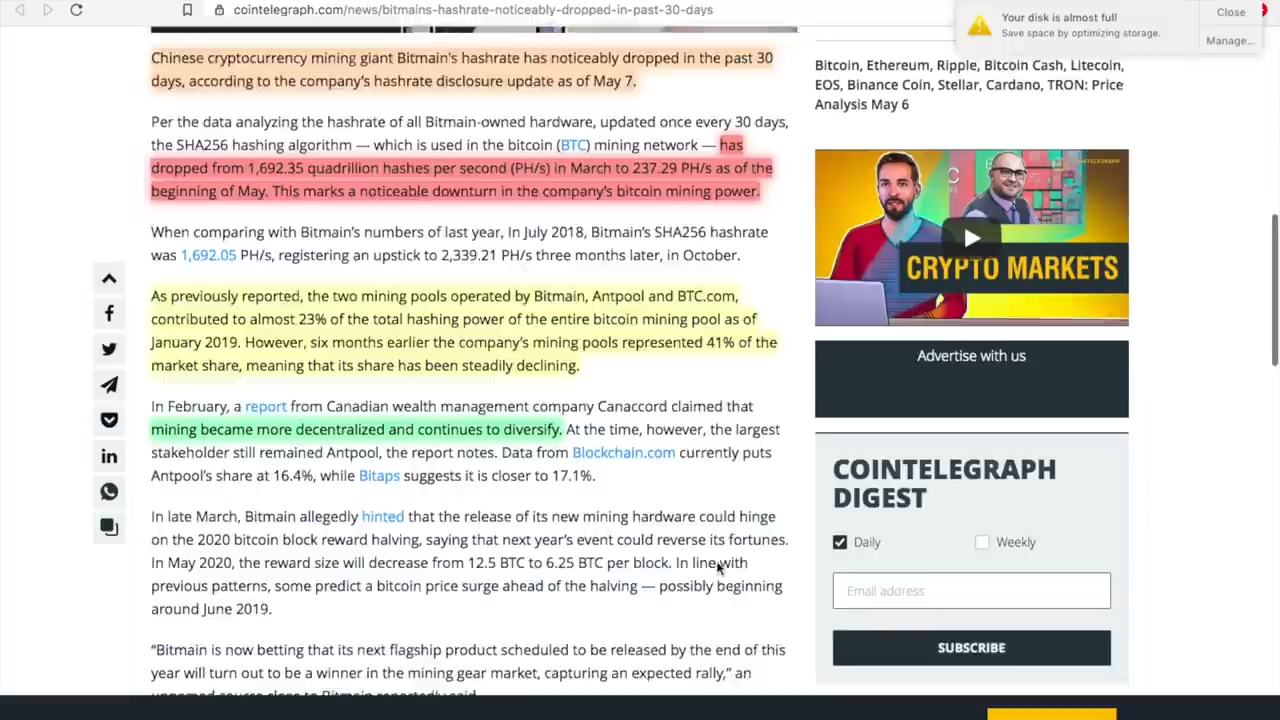 cointelegraph.com/news/bitmains-hashrate-noticeably-dropped-in-past-30-days
Your disk is almost full
Save space by optimizing storage.
Close
Manage...
Chinese cryptocurrency mining giant Bitmain's hashrate has noticeably dropped in the past 30
days, according to the company's hashrate disclosure update as of May 7.
Per the data analyzing the hashrate of all Bitmain-owned hardware, updated once every 30 days,
the SHA256 hashing algorithm — which is used in the bitcoin (BTC) mining network — has
dropped from 1,692.35 quadrillion hashes per second (PH/s) in March to 237.29 PH/s as of the
beginning of May. This marks a noticeable downturn in the company's bitcoin mining power.
When comparing with Bitmain's numbers of last year, In July 2018, Bitmain's SHA256 hashrate
was 1,692.05 PH/s, registering an upstick to 2,339.21 PH/s three months later, in October.
As previously reported, the two mining pools operated by Bitmain, Antpool and BTC.com,
contributed to almost 23% of the total hashing power of the entire bitcoin mining pool as of
January 2019. However, six months earlier the company's mining pools represented 41% of the
market share, meaning that its share has been steadily declining.
In February, a report from Canadian wealth management company Canaccord claimed that
mining became more decentralized and continues to diversify. At the time, however, the largest
stakeholder still remained Antpool, the report notes. Data from Blockchain.com currently puts
Antpool's share at 16.4%, while Bitaps suggests it is closer to 17.1%.
In late March, Bitmain allegedly hinted that the release of its new mining hardware could hinge
on the 2020 bitcoin block reward halving, saying that next year's event could reverse its fortunes.
In May 2020, the reward size will decrease from 12.5 BTC to 6.25 BTC per block. In line with
previous patterns, some predict a bitcoin price surge ahead of the halving — possibly beginning
around June 2019.
"Bitmain is now betting that its next flagship product scheduled to be released by the end of this
year will turn out to be a winner in the mining gear market, capturing an expected rally," an
unnamed source close to Bitmain reportedly said.
Bitcoin, Ethereum, Ripple, Bitcoin Cash, Litecoin,
EOS, Binance Coin, Stellar, Cardano, TRON: Price
Analysis May 6
CRYPTO MARKETS
Advertise with us
COINTELEGRAPH
DIGEST
Daily
Weekly
Email address
SUBSCRIBE